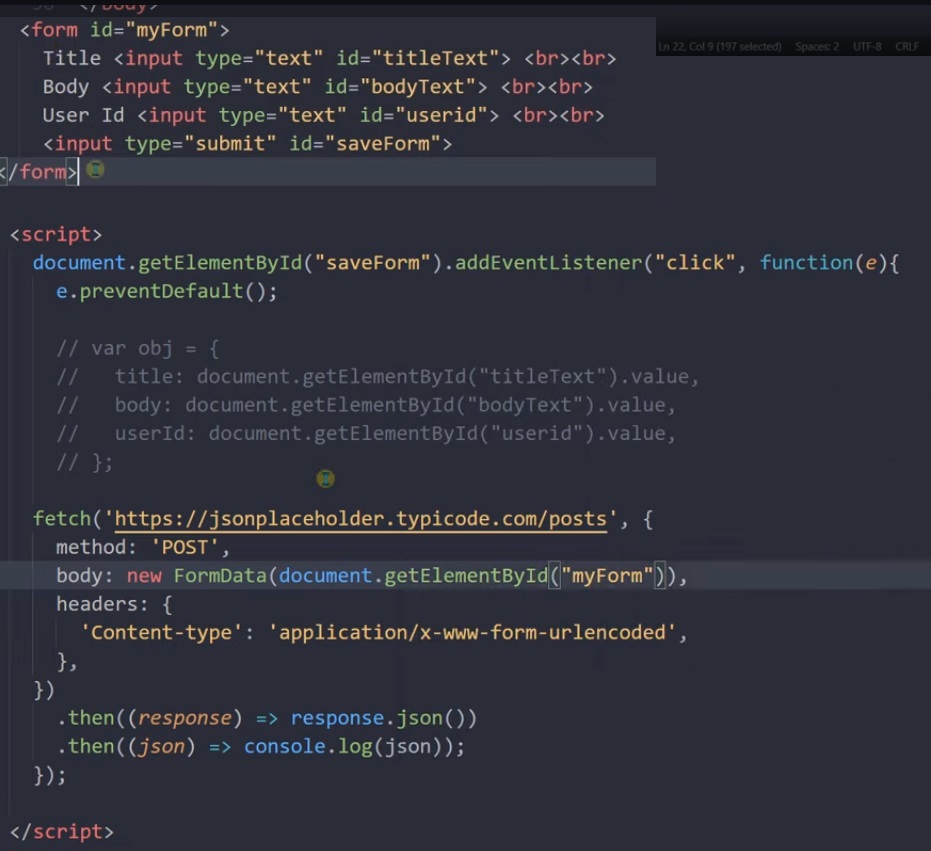 <form id="myForm">
Ln 22, Col 9 (197 selected) Spaces: 2 UTF-8 CRLF
Title <input type="text" id="titleText"> <br><br>
Body <input type="text" id="bodyText"> <br><br>
User Id <input type="text" id="userid"> <br><br>
<input type="submit" id="saveForm">
</form>
<script>
document.getElementById("saveForm").addEventListener("click", function(e){
e.preventDefault();
// var obj = {
//   title: document.getElementById("titleText").value,
//   body: document.getElementById("bodyText").value,
//   userId: document.getElementById("userid").value,
// };
fetch('https://jsonplaceholder.typicode.com/posts', {
method: 'POST',
body: new FormData(document.getElementById("myForm")),
headers: {
'Content-type': 'application/x-www-form-urlencoded',
},
})
.then((response) => response.json())
.then((json) => console.log(json));
});
</script>